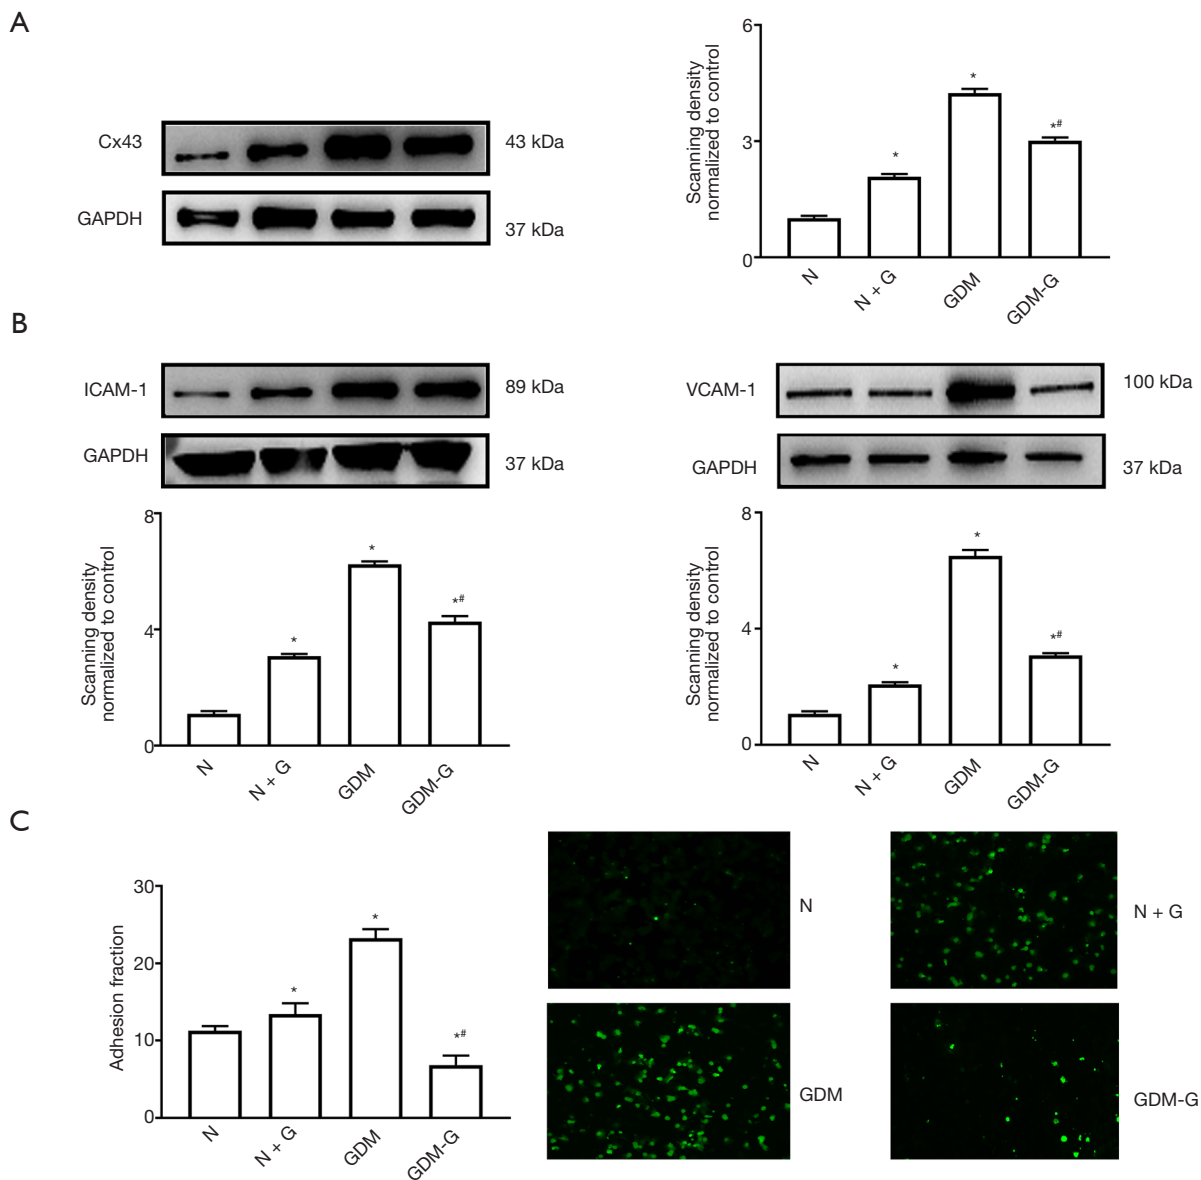 A
Cx43
43 kDa
GAPDH
37 kDa
Scanning density
normalized to control
6
3
0
*
*
*#
N
N + G
GDM
GDM-G
B
ICAM-1
89 kDa
GAPDH
37 kDa
Scanning density
normalized to control
8
4
0
*
*
*#
N
N + G
GDM
GDM-G
VCAM-1
100 kDa
GAPDH
37 kDa
Scanning density
normalized to control
8
4
0
*
*
*#
N
N + G
GDM
GDM-G
C
Adhesion fraction
30
20
10
0
*
*
*#
N
N + G
GDM
GDM-G
N
N + G
GDM
GDM-G